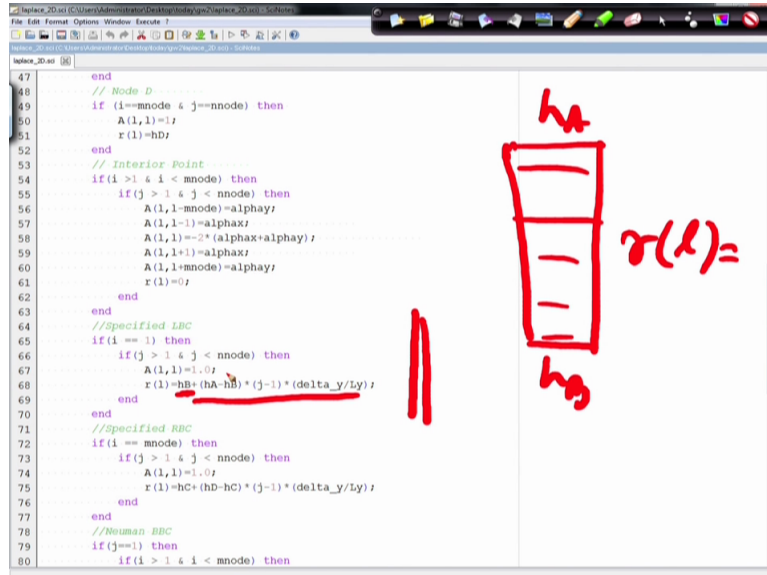 laplace_2D.sci (C:\Users\Administrator\Desktop\today\gw2\laplace_2D.sci) - SciNotes
File Edit Format Options Window Execute ?
laplace_2D.sci (C:\Users\Administrator\Desktop\today\gw2\laplace_2D.sci) - SciNotes
laplace_2D.sci
47 end
48 // Node D
49 if (i==mnode & j==nnode) then
50 A(l,l)=1;
51 r(l)=hD;
52 end
53 // Interior Point
54 if(i >1 & i < mnode) then
55 if(j > 1 & j < nnode) then
56 A(l,l-mnode)=alphay;
57 A(l,l-1)=alphax;
58 A(l,l)=-2*(alphax+alphay);
59 A(l,l+1)=alphax;
60 A(l,l+mnode)=alphay;
61 r(l)=0;
62 end
63 end
64 //Specified LBC
65 if(i == 1) then
66 if(j > 1 & j < nnode) then
67 A(l,l)=1.0;
68 r(l)=hB+(hA-hB)*(j-1)*(delta_y/Ly);
69 end
70 end
71 //Specified RBC
72 if(i == mnode) then
73 if(j > 1 & j < nnode) then
74 A(l,l)=1.0;
75 r(l)=hC+(hD-hC)*(j-1)*(delta_y/Ly);
76 end
77 end
78 //Neuman BBC
79 if(j==1) then
80 if(i > 1 & i < mnode) then
hA
r(l)=
hB